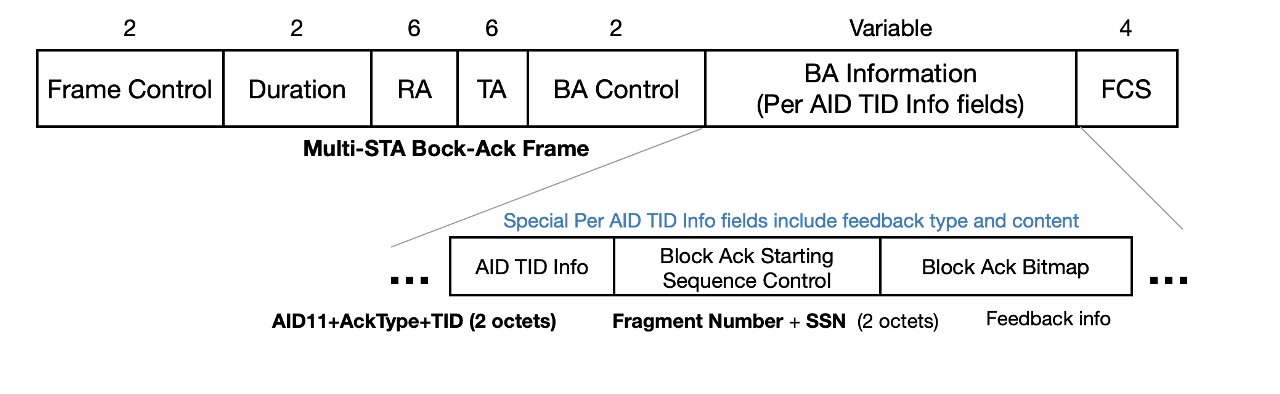 2 2 6 6 2 Variable 4
Frame Control Duration RA TA BA Control BA Information (Per AID TID Info fields) FCS
Multi-STA Bock-Ack Frame
Special Per AID TID Info fields include feedback type and content
... AID TID Info Block Ack Starting Sequence Control Block Ack Bitmap ...
AID11+AckType+TID (2 octets) Fragment Number + SSN (2 octets) Feedback info